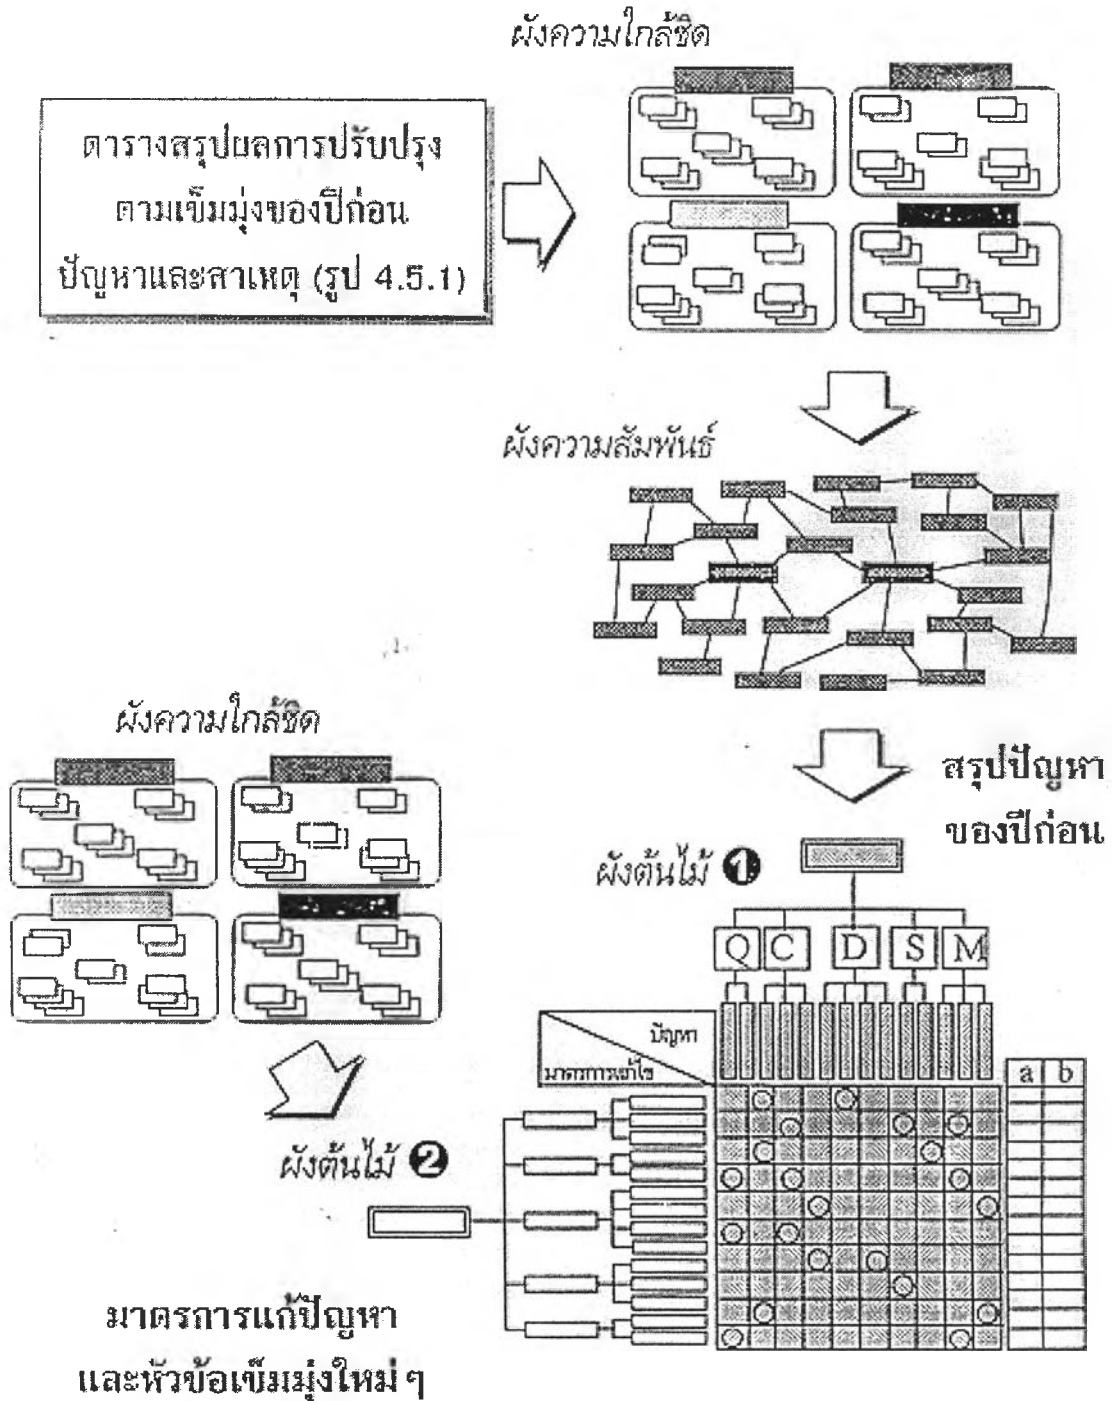 ผังความใกล้ชิด
ตารางสรุปผลการปรับปรุง
ตามเข็มมุ่งของปีก่อน
ปัญหาและสาเหตุ (รูป 4.5.1)
ผังความสัมพันธ์
ผังความใกล้ชิด
สรุปปัญหา
ของปีก่อน
ผังต้นไม้ ❶
Q C D S M
ปัญหา
มาตรการแก้ไข
a b
ผังต้นไม้ ❷
มาตรการแก้ปัญหา
และหัวข้อเข็มมุ่งใหม่ ๆ